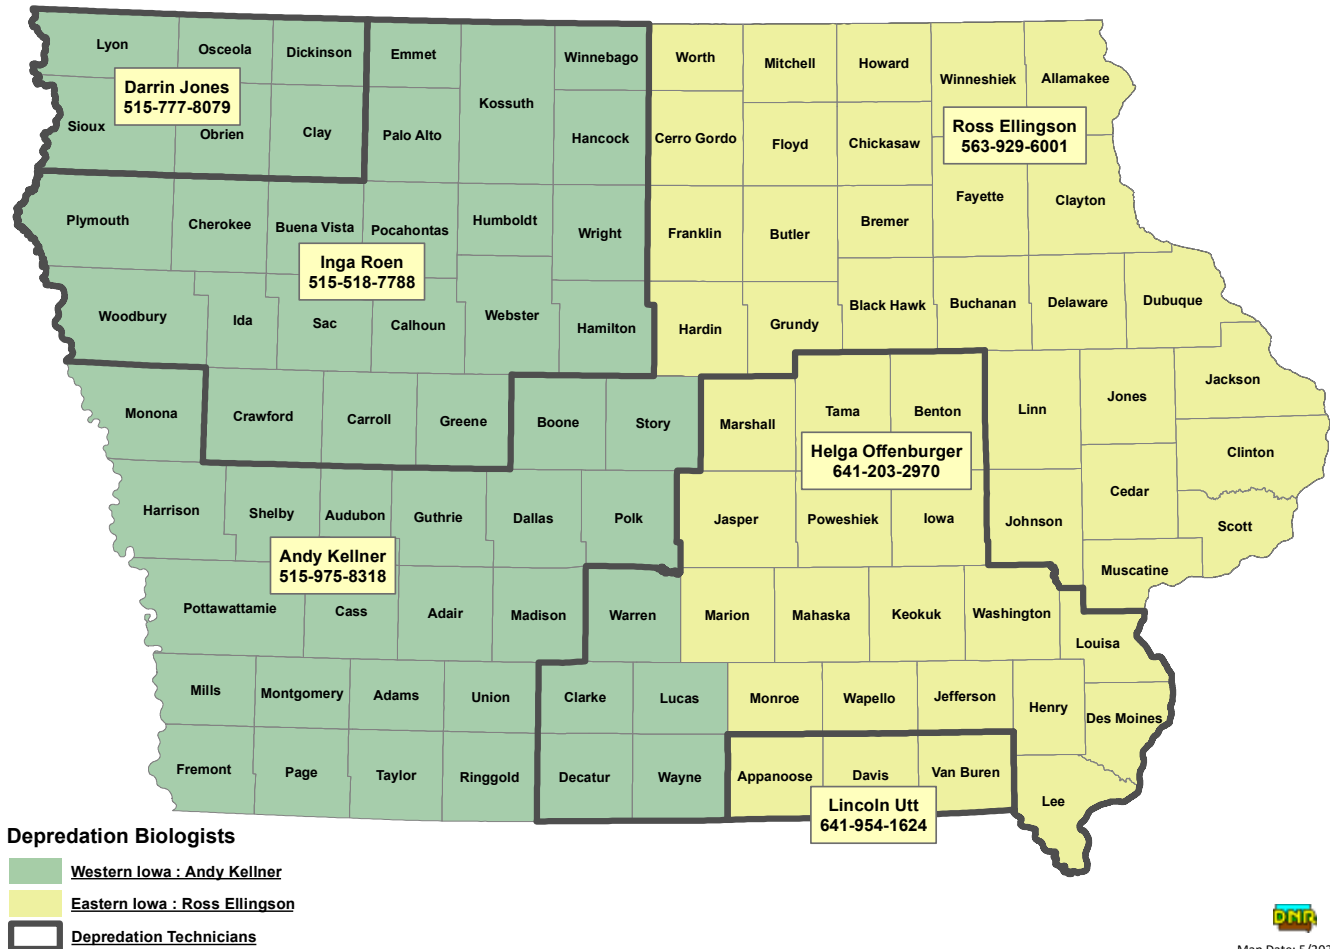 Lyon
Osceola
Dickinson
Emmet
Kossuth
Winnebago
Worth
Mitchell
Howard
Winneshiek
Allamakee
Darrin Jones
515-777-8079
Sioux
Obrien
Clay
Palo Alto
Hancock
Cerro Gordo
Floyd
Chickasaw
Ross Ellingson
563-929-6001
Plymouth
Cherokee
Buena Vista
Pocahontas
Humboldt
Wright
Franklin
Butler
Bremer
Fayette
Clayton
Inga Roen
515-518-7788
Woodbury
Ida
Sac
Calhoun
Webster
Hamilton
Hardin
Grundy
Black Hawk
Buchanan
Delaware
Dubuque
Monona
Crawford
Carroll
Greene
Boone
Story
Marshall
Tama
Benton
Linn
Jones
Jackson
Clinton
Helga Offenburger
641-203-2970
Harrison
Shelby
Audubon
Guthrie
Dallas
Polk
Jasper
Poweshiek
Iowa
Johnson
Cedar
Scott
Muscatine
Andy Kellner
515-975-8318
Pottawattamie
Cass
Adair
Madison
Warren
Marion
Mahaska
Keokuk
Washington
Louisa
Mills
Montgomery
Adams
Union
Clarke
Lucas
Monroe
Wapello
Jefferson
Henry
Des Moines
Fremont
Page
Taylor
Ringgold
Decatur
Wayne
Appanoose
Davis
Van Buren
Lee
Lincoln Utt
641-954-1624
Depredation Biologists
Western Iowa : Andy Kellner
Eastern Iowa : Ross Ellingson
Depredation Technicians
DNR
Map Date: